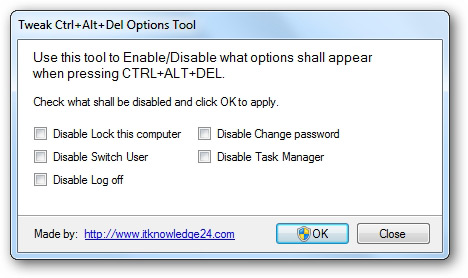 Tweak Ctrl+Alt+Del Options Tool
Use this tool to Enable/Disable what options shall appear
when pressing CTRL+ALT+DEL.
Check what shall be disabled and click OK to apply.
Disable Lock this computer Disable Change password
Disable Switch User Disable Task Manager
Disable Log off
Made by: http://www.itknowledge24.com OK Close